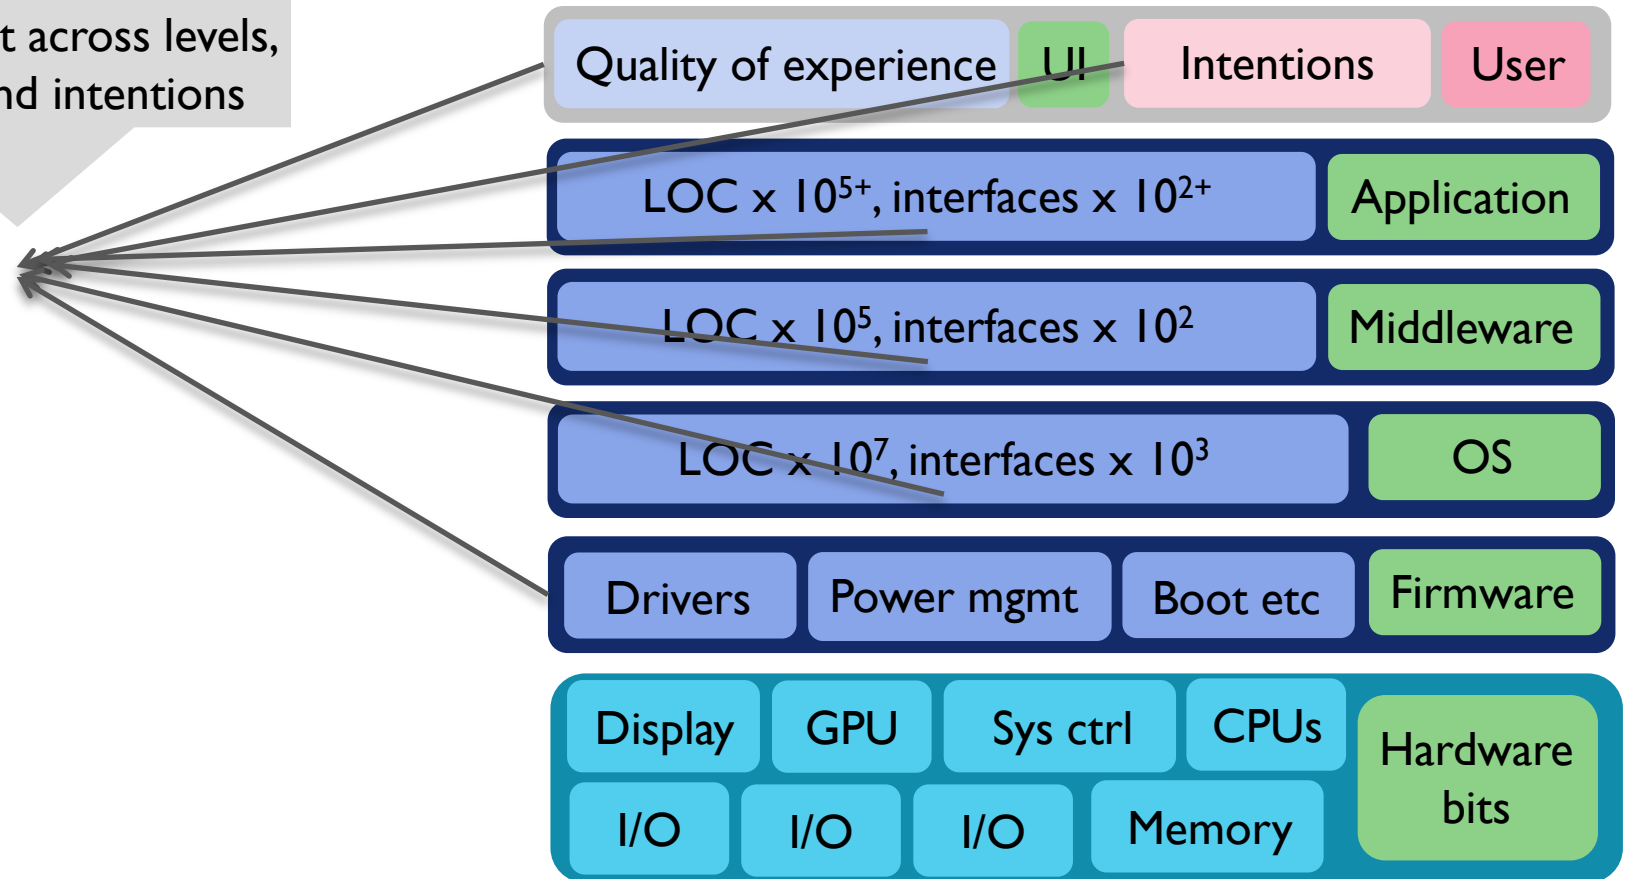 t across levels,
nd intentions
Quality of experience UI Intentions User
LOC x 10⁵⁺, interfaces x 10²⁺ Application
LOC x 10⁵, interfaces x 10² Middleware
LOC x 10⁷, interfaces x 10³ OS
Drivers Power mgmt Boot etc Firmware
Display GPU Sys ctrl CPUs
Hardware
bits
I/O I/O I/O Memory